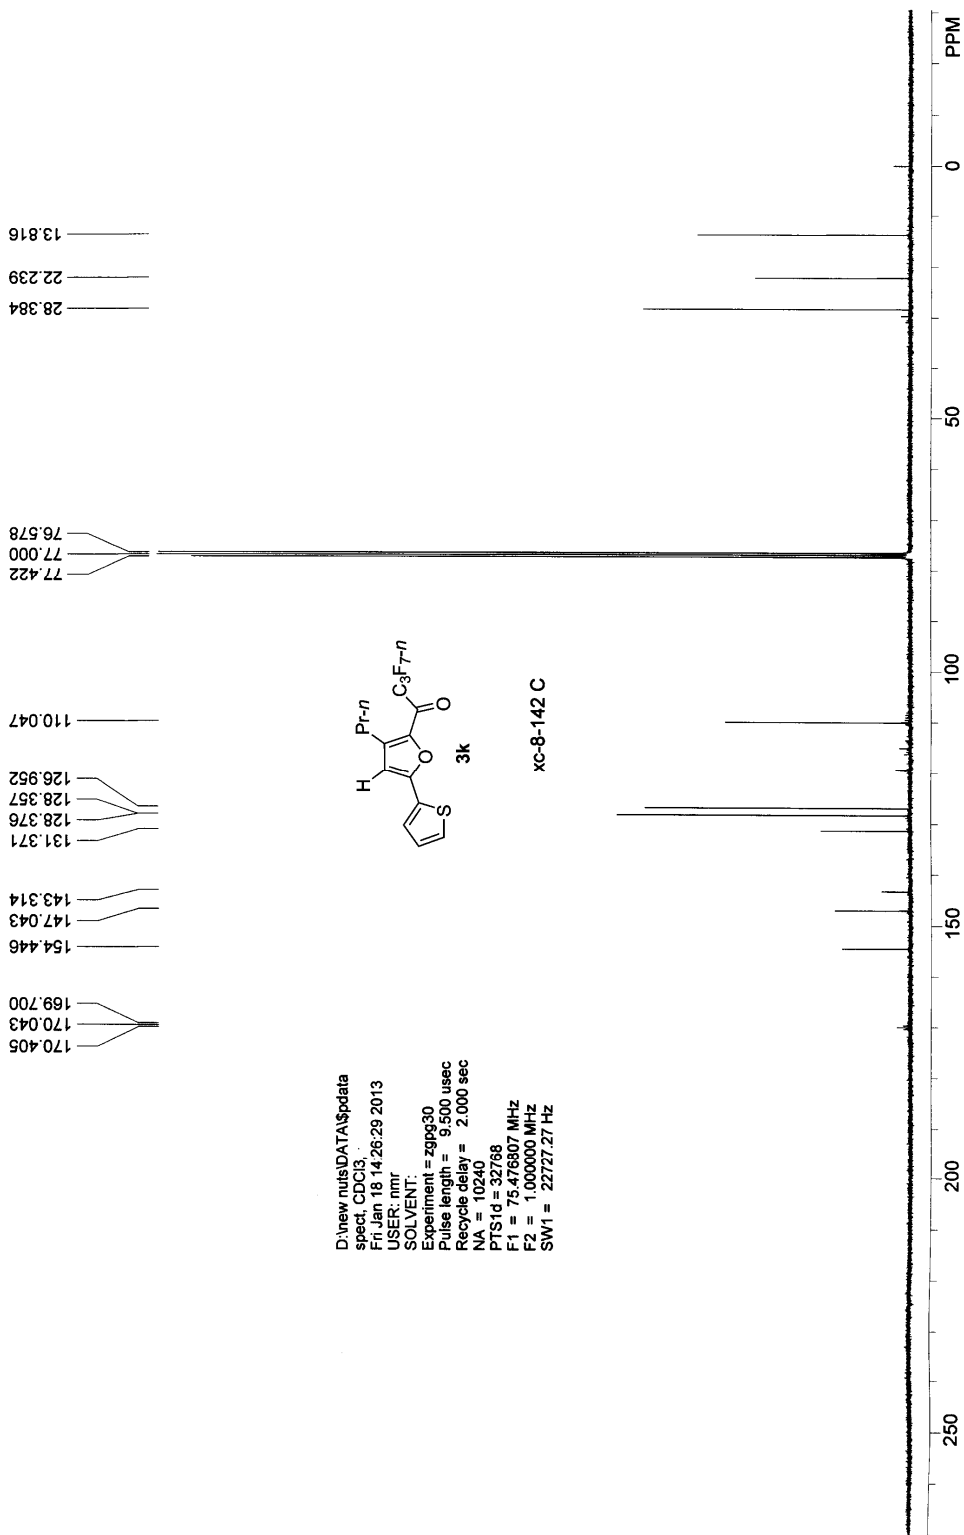 170.405
170.043
169.700
154.446
147.043
143.314
131.371
128.376
128.357
126.952
110.047
77.422
77.000
76.578
28.384
22.239
13.816
D:\new nuts\DATA\$pdata
spect, CDCl3,
Fri Jan 18 14:26:29 2013
USER: nmr
SOLVENT:
Experiment = zgpg30
Pulse length = 9.500 usec
Recycle delay = 2.000 sec
NA = 10240
PTS1d = 32768
F1 = 75.476807 MHz
F2 = 1.000000 MHz
SW1 = 22727.27 Hz
H
Pr-n
C3F7-n
O
O
S
3k
xc-8-142 C
250
200
150
100
50
0
PPM